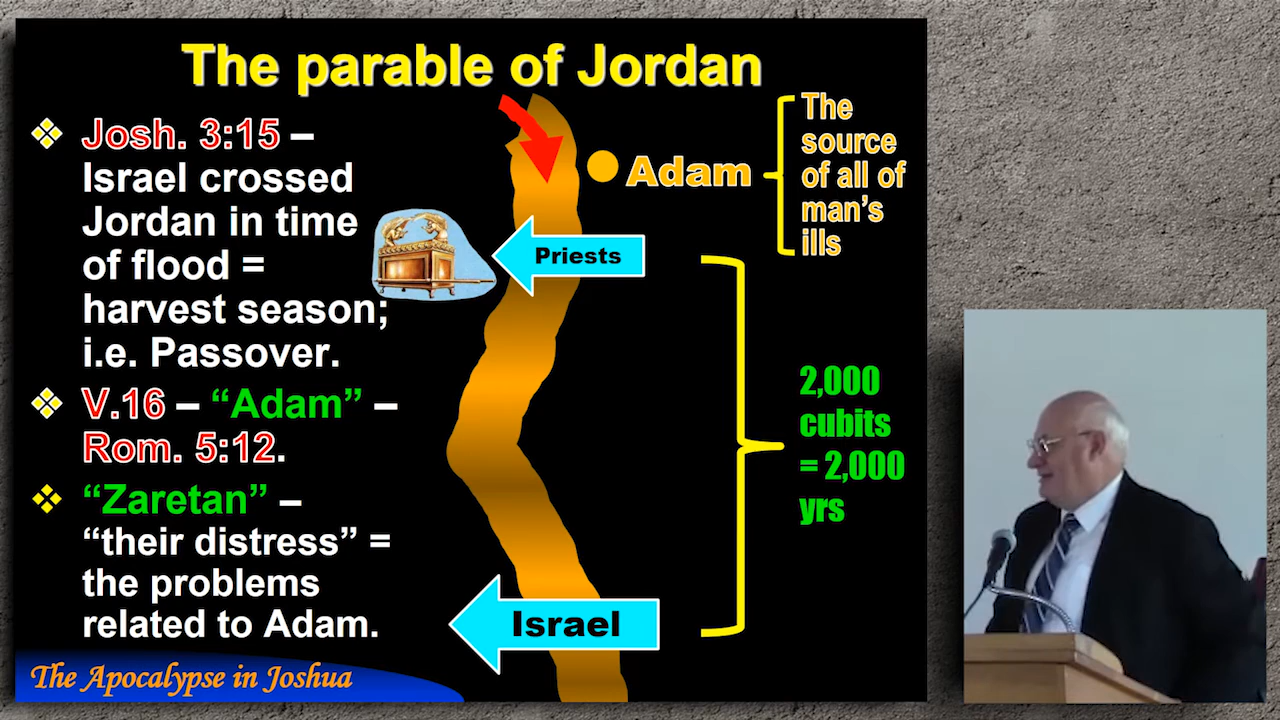 The parable of Jordan
Josh. 3:15 –
Israel crossed
Jordan in time
of flood =
harvest season;
i.e. Passover.
V.16 – “Adam” –
Rom. 5:12.
“Zaretan” –
“their distress” =
the problems
related to Adam.
Adam
The
source
of all of
man’s
ills
Priests
2,000
cubits
= 2,000
yrs
Israel
The Apocalypse in Joshua